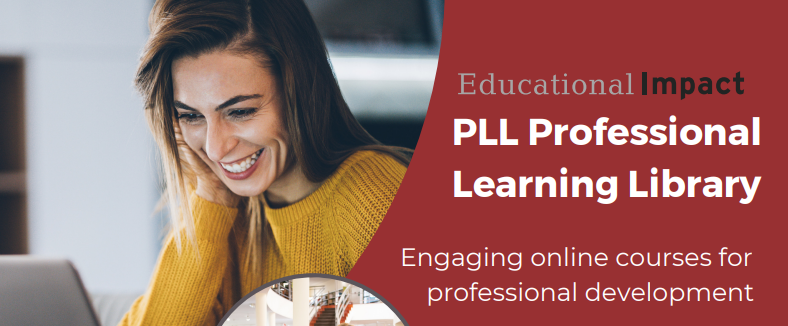 Educational Impact
PLL Professional
Learning Library
Engaging online courses for
professional development